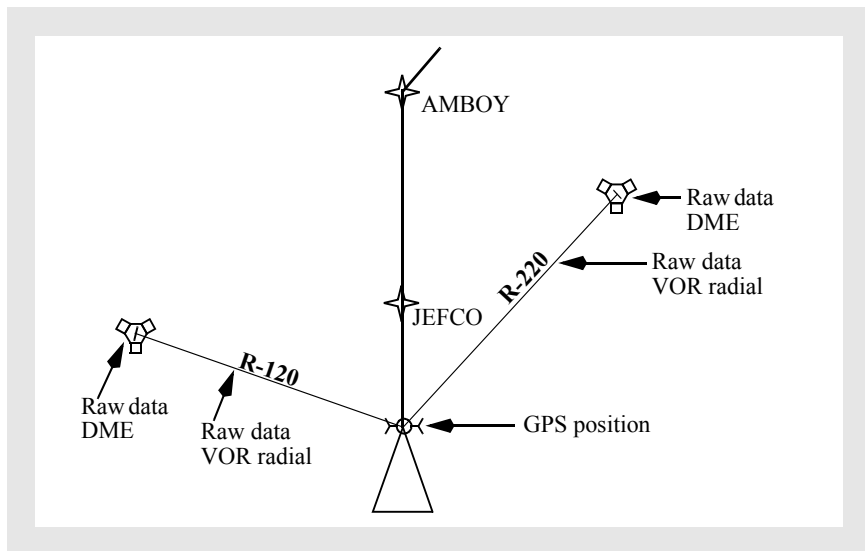 AMBOY
Raw data
DME
R-220
Raw data
VOR radial
JEFCO
R-120
Raw data
DME
Raw data
VOR radial
GPS position